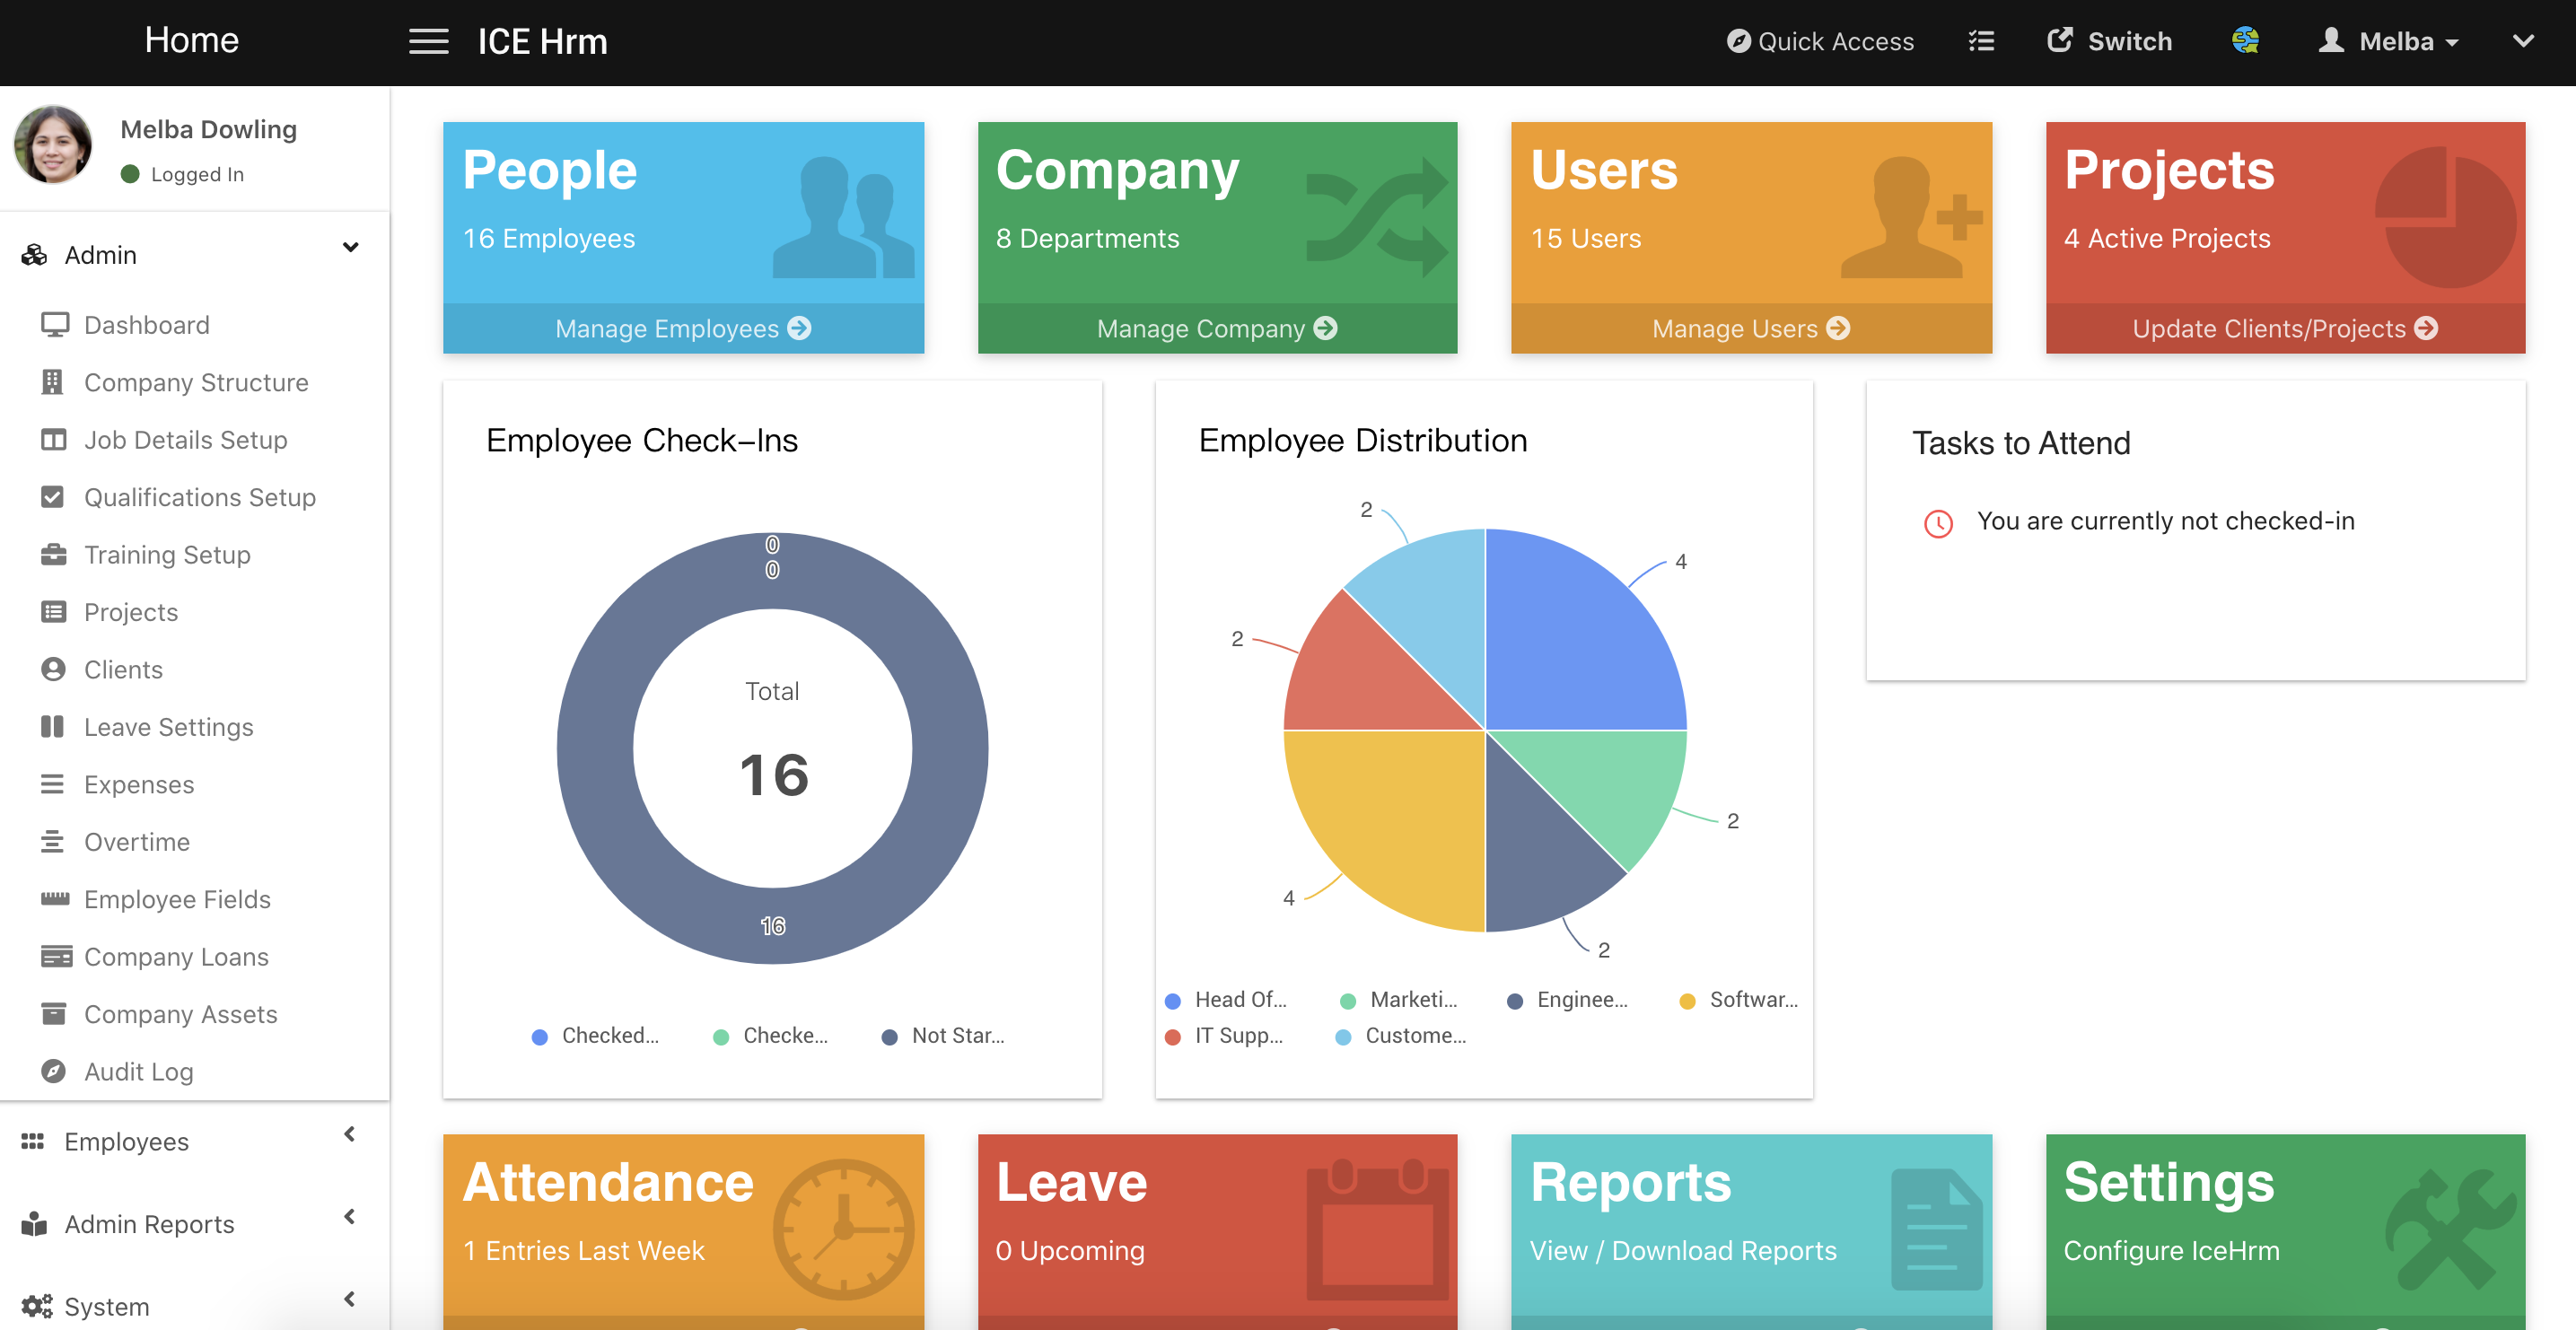 Home
ICE Hrm
Quick Access
Switch
Melba
Melba Dowling
Logged In
Admin
Dashboard
Company Structure
Job Details Setup
Qualifications Setup
Training Setup
Projects
Clients
Leave Settings
Expenses
Overtime
Employee Fields
Company Loans
Company Assets
Audit Log
Employees
Admin Reports
System
People
16 Employees
Manage Employees
Company
8 Departments
Manage Company
Users
15 Users
Manage Users
Projects
4 Active Projects
Update Clients/Projects
Employee Check-Ins
0
0
Total
16
16
Checked...
Checke...
Not Star...
Employee Distribution
2
4
2
2
4
2
Head Of...
Marketi...
Enginee...
Softwar...
IT Supp...
Custome...
Tasks to Attend
You are currently not checked-in
Attendance
1 Entries Last Week
Leave
0 Upcoming
Reports
View / Download Reports
Settings
Configure IceHrm